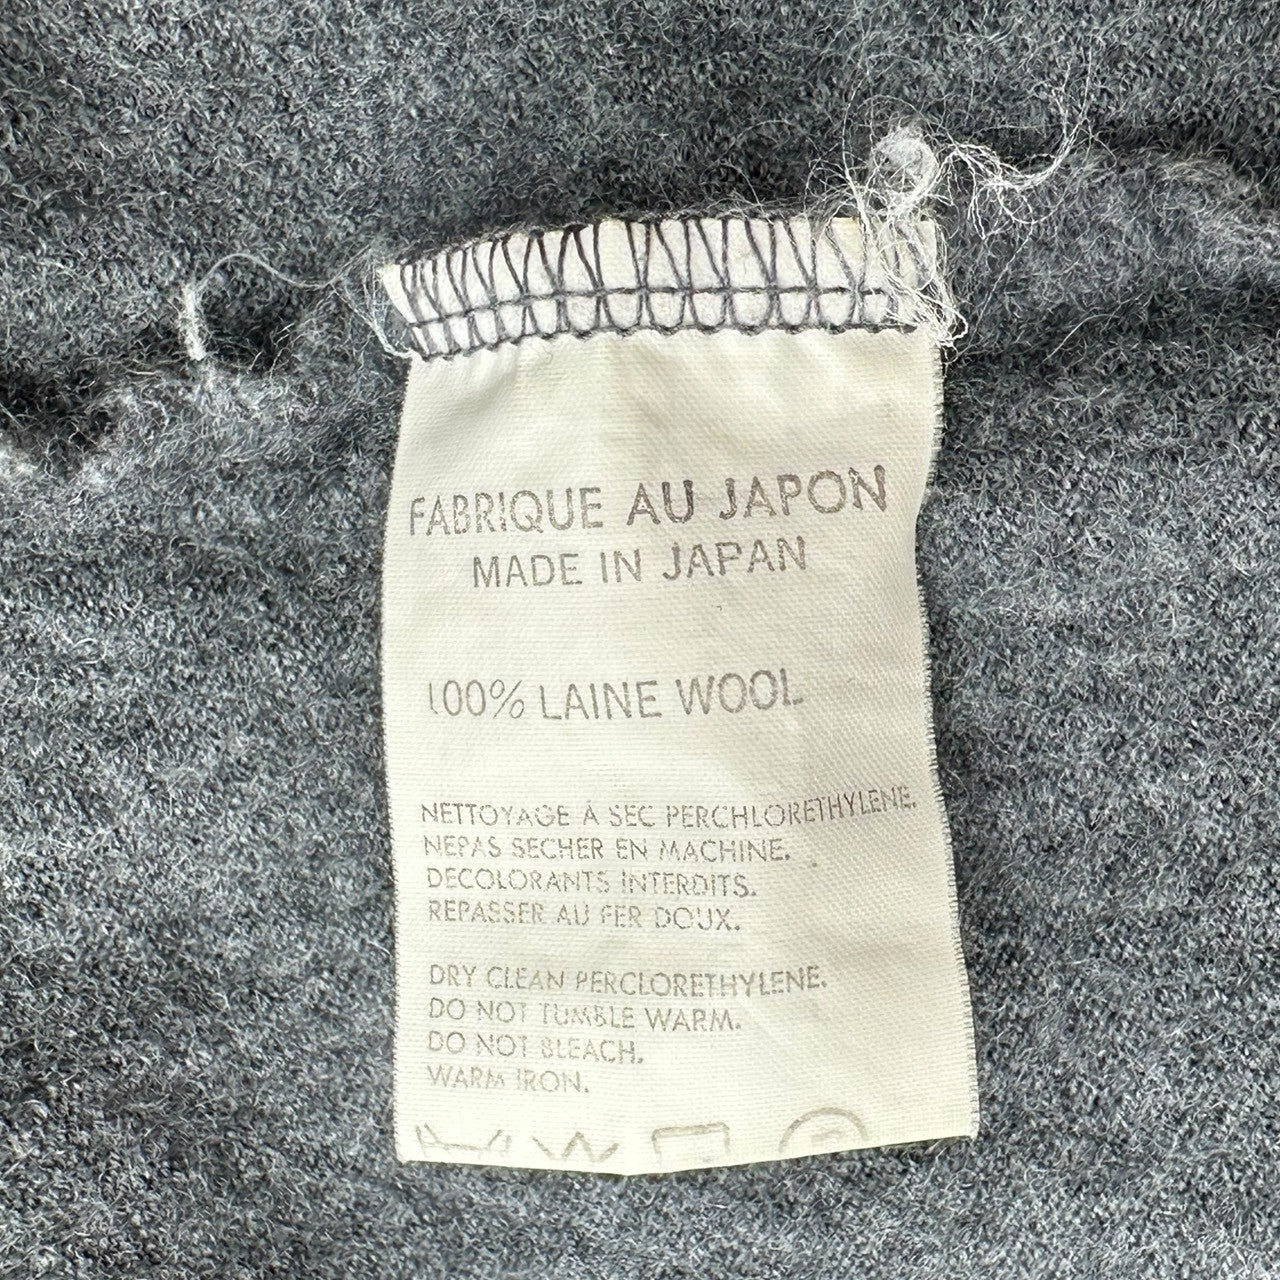 FABRIQUE AU JAPON
MADE IN JAPAN
100% LAINE WOOL
NETTOYAGE À SEC PERCHLORETHYLENE.
NEPAS SECHER EN MACHINE.
DECOLORANTS INTERDITS.
REPASSER AU FER DOUX.
DRY CLEAN PERCLORETHYLENE.
DO NOT TUMBLE WARM.
DO NOT BLEACH.
WARM IRON.